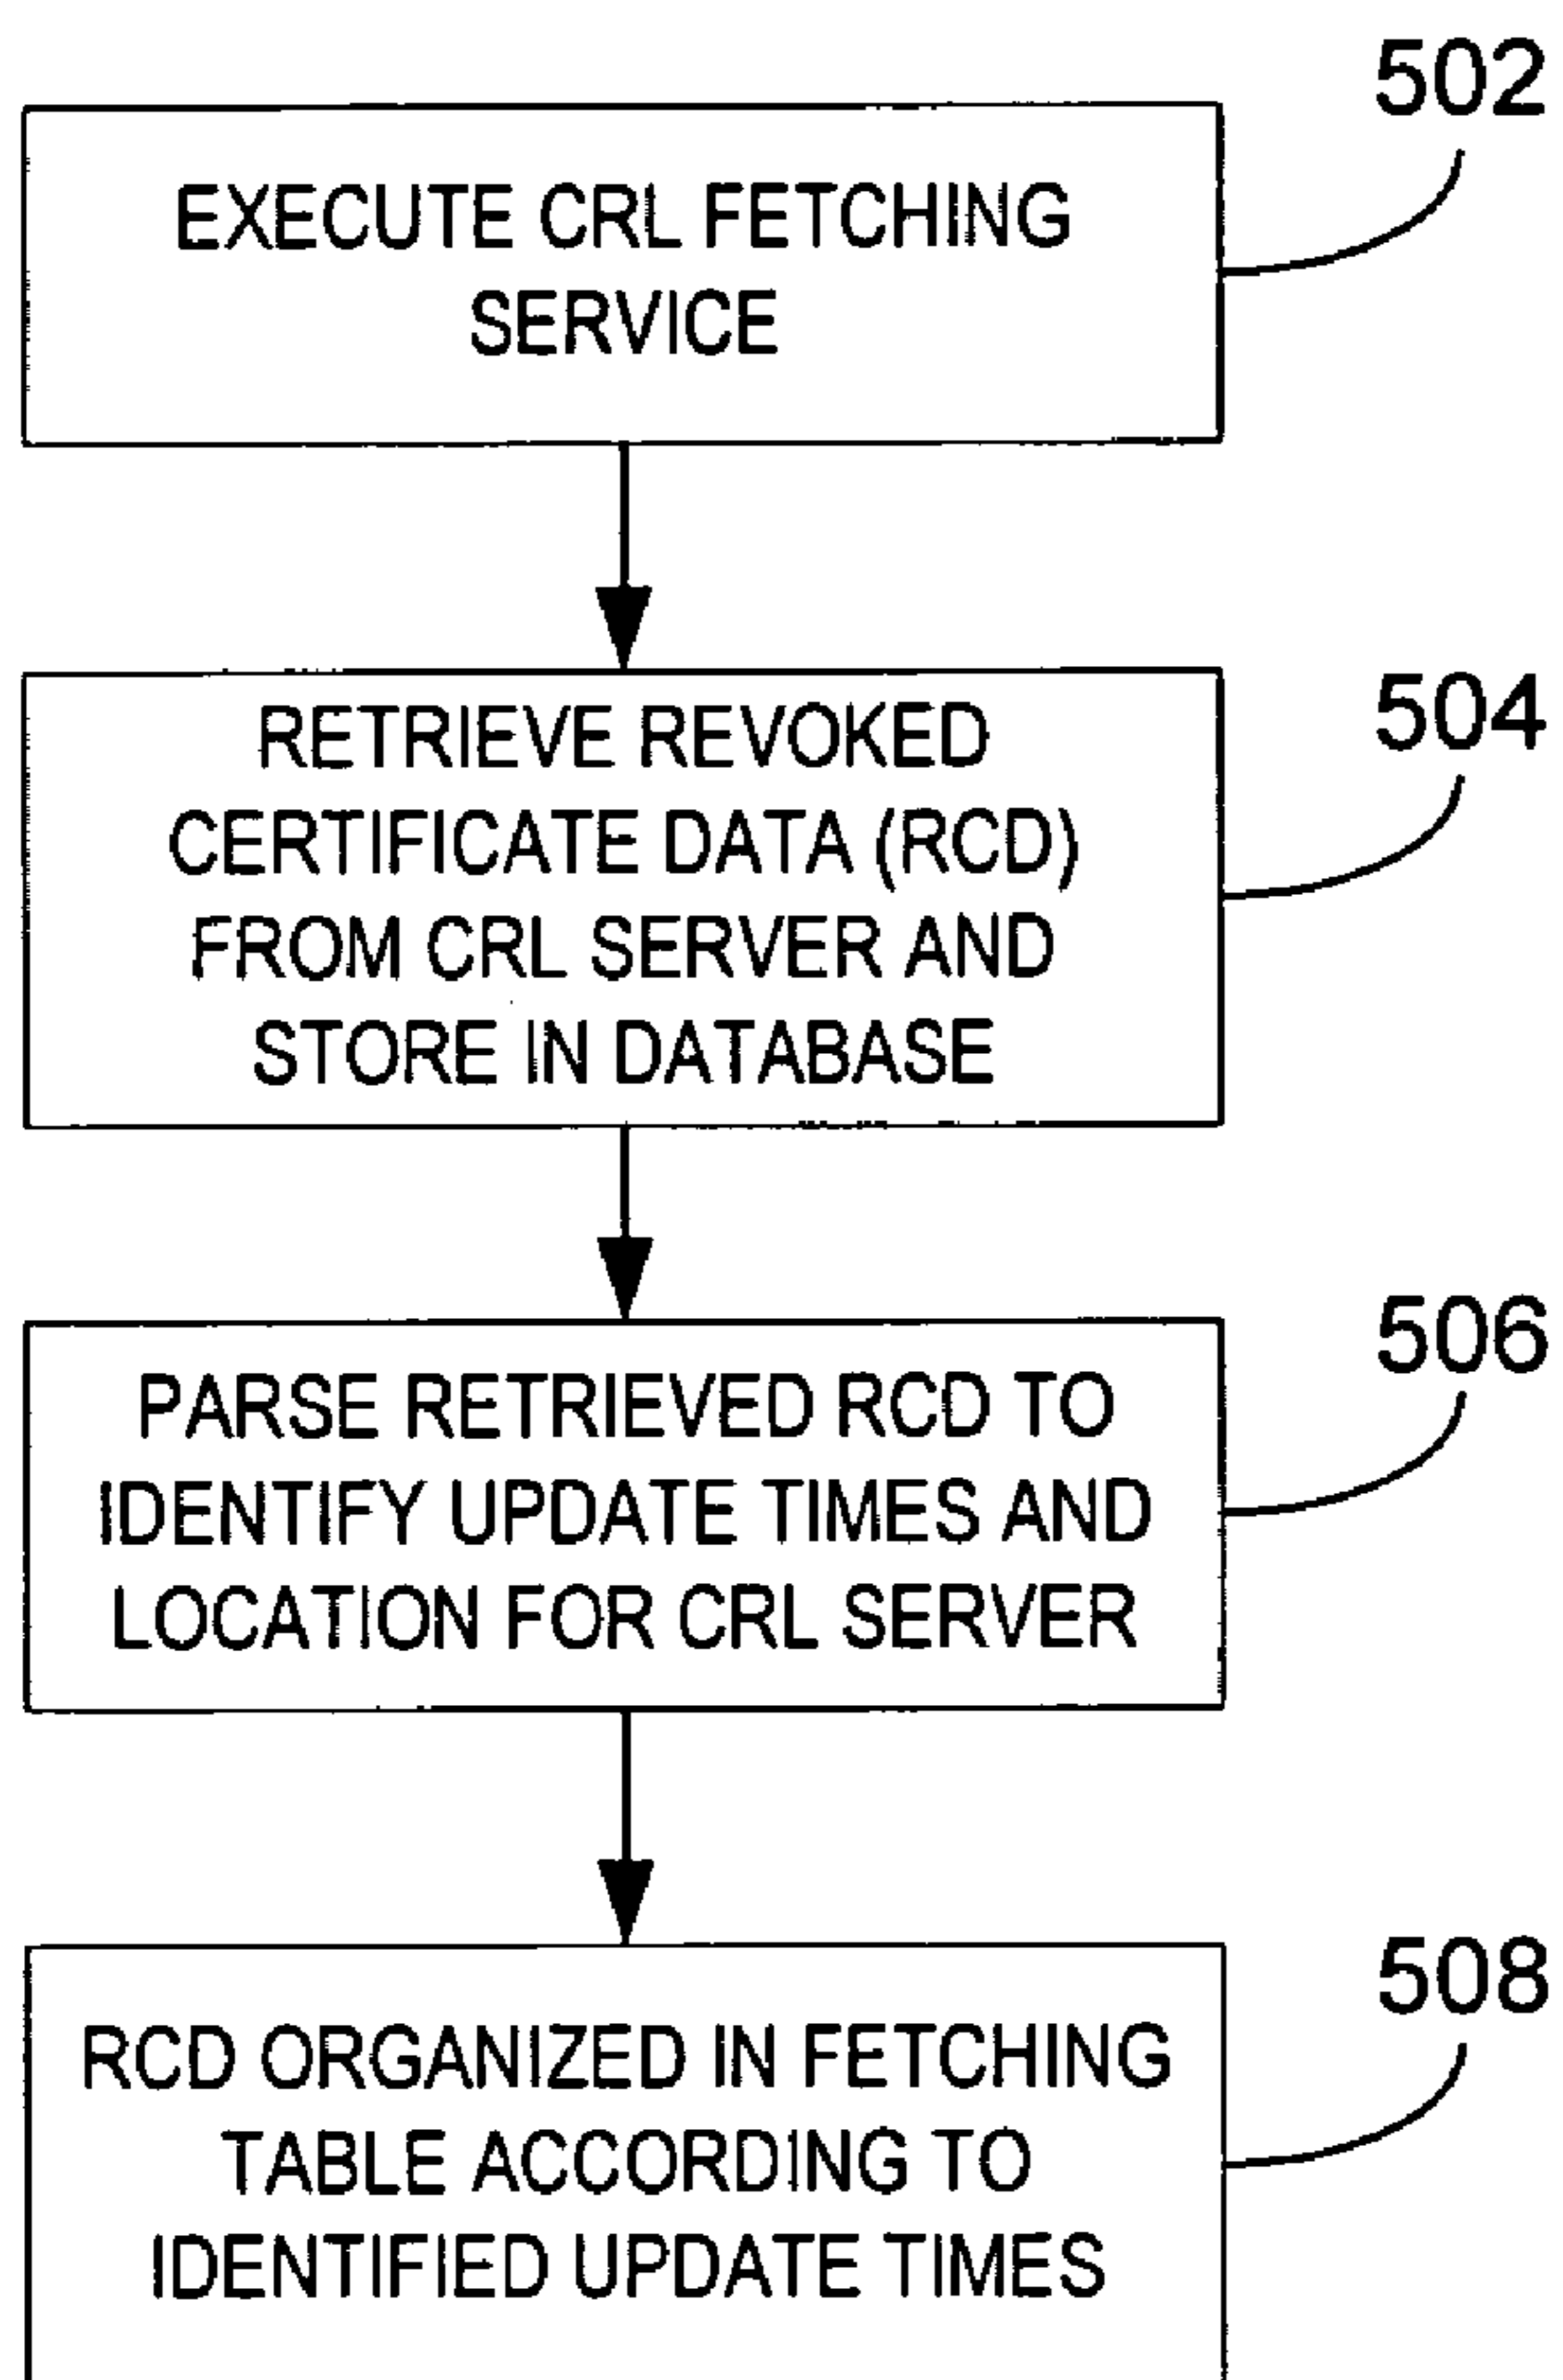 502
EXECUTE CRL FETCHING
SERVICE
504
RETRIEVE REVOKED
CERTIFICATE DATA (RCD)
FROM CRL SERVER AND
STORE IN DATABASE
506
PARSE RETRIEVED RCD TO
IDENTIFY UPDATE TIMES AND
LOCATION FOR CRL SERVER
508
RCD ORGANIZED IN FETCHING
TABLE ACCORDING TO
IDENTIFIED UPDATE TIMES